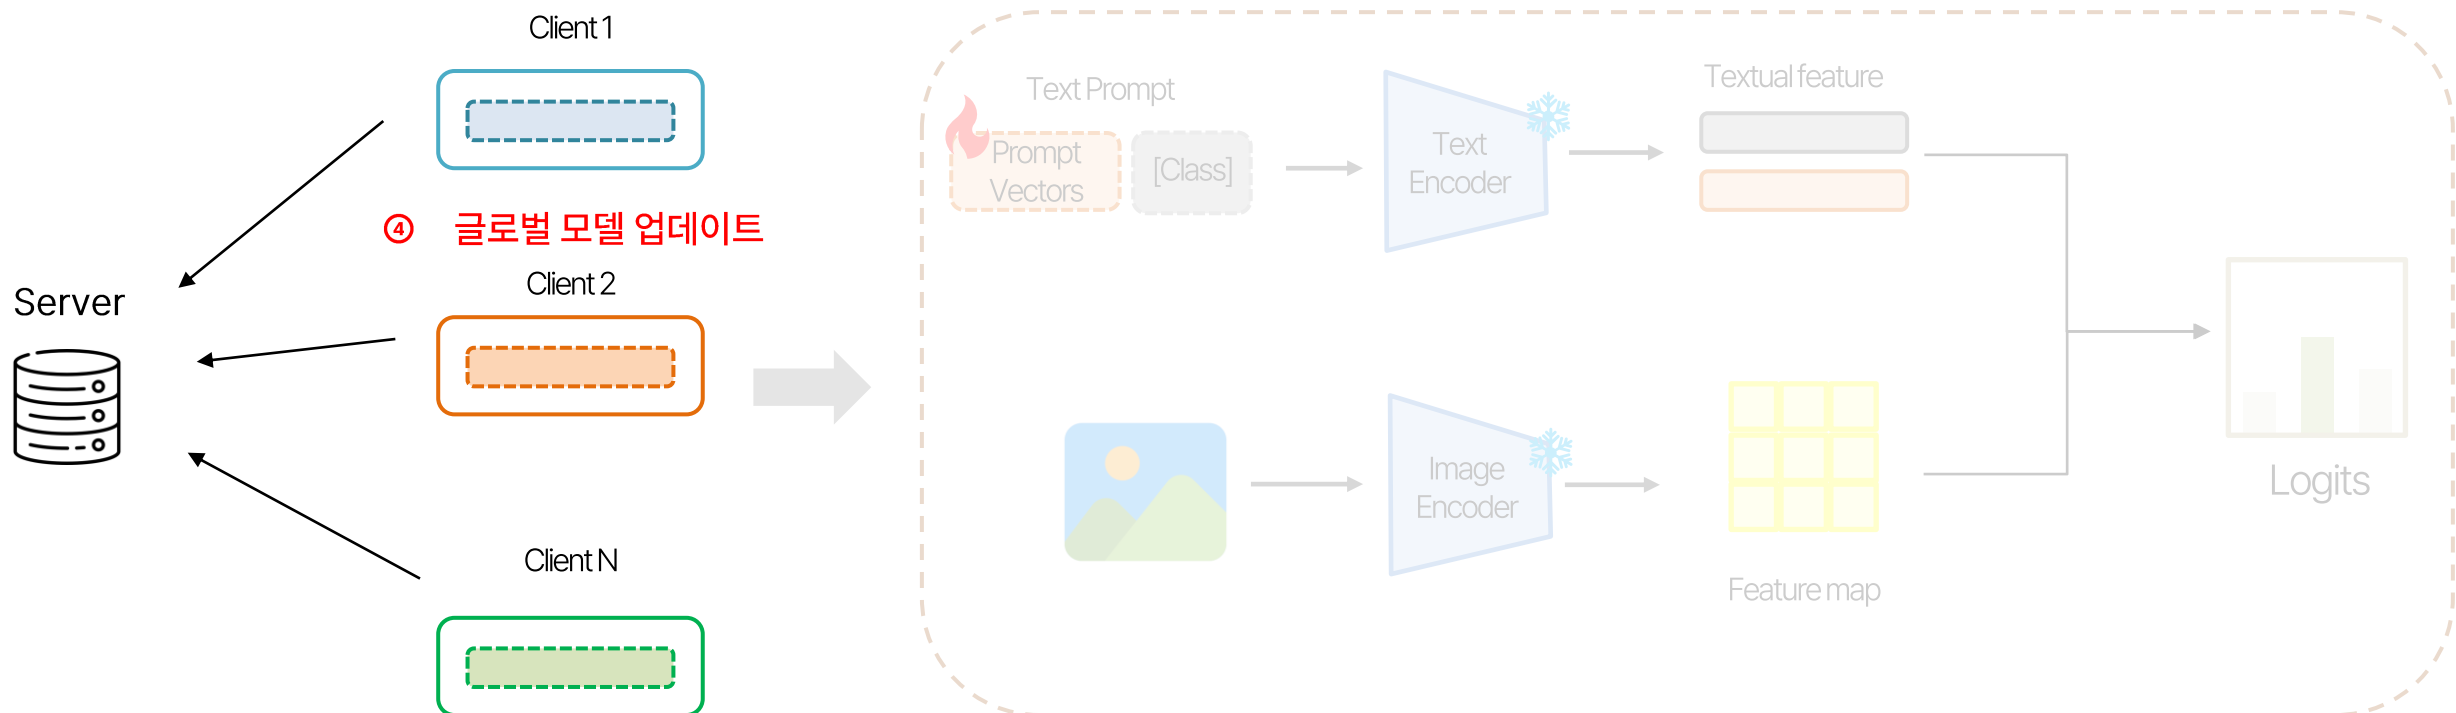 Client 1
④ 글로벌 모델 업데이트
Client 2
Server
Client N
Text Prompt
Prompt
Vectors
[Class]
Text
Encoder
Textual feature
Image
Encoder
Feature map
Logits